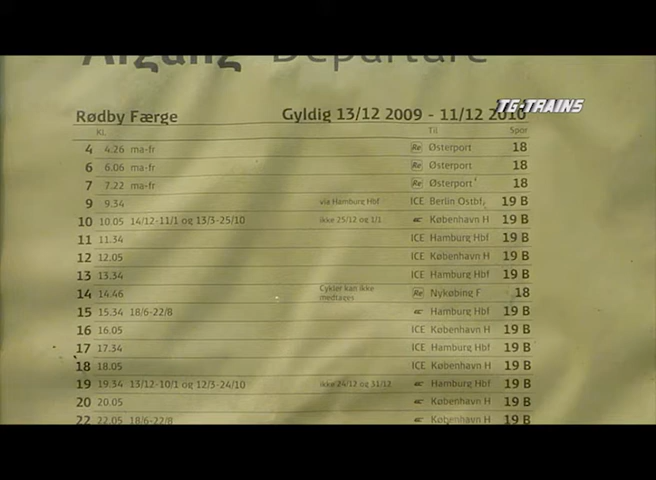 Afgang Departure
TG-TRAINS
Rødby Færge Gyldig 13/12 2009 - 11/12 2010
Kl. Til Spor
4 4.26 ma-fr Re Østerport 18
6 6.06 ma-fr Re Østerport 18
7 7.22 ma-fr Re Østerport 18
9 9.34 via Hamburg Hbf ICE Berlin Ostbf. 19 B
10 10.05 14/12-11/1 og 13/3-25/10 ikke 25/12 og 1/1 EC København H 19 B
11 11.34 ICE Hamburg Hbf 19 B
12 12.05 ICE København H 19 B
13 13.34 ICE Hamburg Hbf 19 B
14 14.46 Cykler kan ikke medtages Re Nykøbing F 18
15 15.34 18/6-22/8 EC Hamburg Hbf 19 B
16 16.05 ICE København H 19 B
17 17.34 ICE Hamburg Hbf 19 B
18 18.05 ICE København H 19 B
19 19.34 13/12-10/1 og 12/3-24/10 ikke 24/12 og 31/12 EC Hamburg Hbf 19 B
20 20.05 EC København H 19 B
22 22.05 18/6-22/8 EC København H 19 B